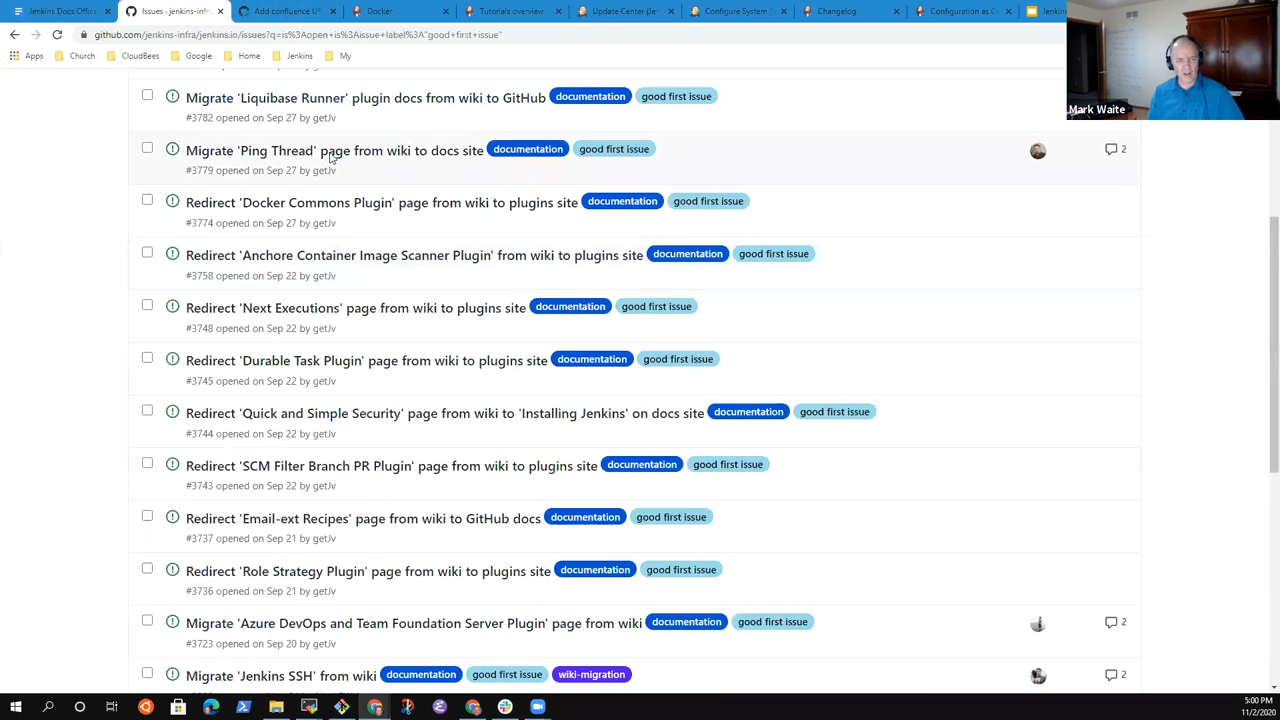 Jenkins Docs Office
Issues · jenkins-infr
Add confluence U
Docker
Tutorials overview
Update Center [Je
Configure System
Changelog
Configuration as C
Jenkin
github.com/jenkins-infra/jenkins.io/issues?q=is%3Aopen+is%3Aissue+label%3A"good+first+issue"
Apps
Church
CloudBees
Google
Home
Jenkins
My
Mark Waite
Migrate 'Liquibase Runner' plugin docs from wiki to GitHub documentation good first issue
#3782 opened on Sep 27 by getJv
Migrate 'Ping Thread' page from wiki to docs site documentation good first issue 2
#3779 opened on Sep 27 by getJv
Redirect 'Docker Commons Plugin' page from wiki to plugins site documentation good first issue
#3774 opened on Sep 27 by getJv
Redirect 'Anchore Container Image Scanner Plugin' from wiki to plugins site documentation good first issue
#3758 opened on Sep 22 by getJv
Redirect 'Next Executions' page from wiki to plugins site documentation good first issue
#3748 opened on Sep 22 by getJv
Redirect 'Durable Task Plugin' page from wiki to plugins site documentation good first issue
#3745 opened on Sep 22 by getJv
Redirect 'Quick and Simple Security' page from wiki to 'Installing Jenkins' on docs site documentation good first issue
#3744 opened on Sep 22 by getJv
Redirect 'SCM Filter Branch PR Plugin' page from wiki to plugins site documentation good first issue
#3743 opened on Sep 22 by getJv
Redirect 'Email-ext Recipes' page from wiki to GitHub docs documentation good first issue
#3737 opened on Sep 21 by getJv
Redirect 'Role Strategy Plugin' page from wiki to plugins site documentation good first issue
#3736 opened on Sep 21 by getJv
Migrate 'Azure DevOps and Team Foundation Server Plugin' page from wiki documentation good first issue 2
#3723 opened on Sep 20 by getJv
Migrate 'Jenkins SSH' from wiki documentation good first issue wiki-migration 2
5:00 PM
11/2/2020